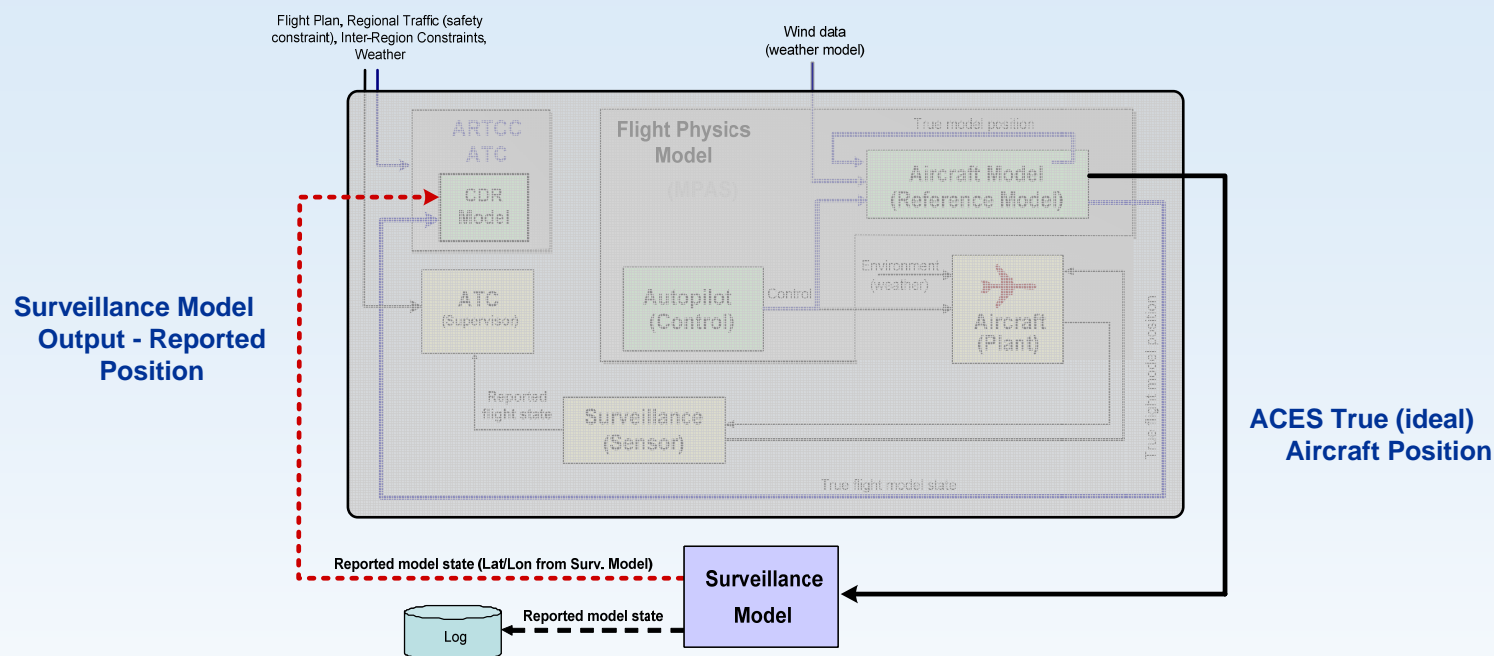 Flight Plan, Regional Traffic (safety
constraint), Inter-Region Constraints,
Weather
Wind data
(weather model)
ARTCC
ATC
CDR
Model
Flight Physics
Model
(MPAS)
True model position
Aircraft Model
(Reference Model)
ATC
(Supervisor)
Autopilot
(Control)
Control
Environment
(weather)
Aircraft
(Plant)
True flight model position
Reported
flight state
Surveillance
(Sensor)
True flight model state
Surveillance Model
Output - Reported
Position
ACES True (ideal)
Aircraft Position
Reported model state (Lat/Lon from Surv. Model)
Surveillance
Model
Reported model state
Log